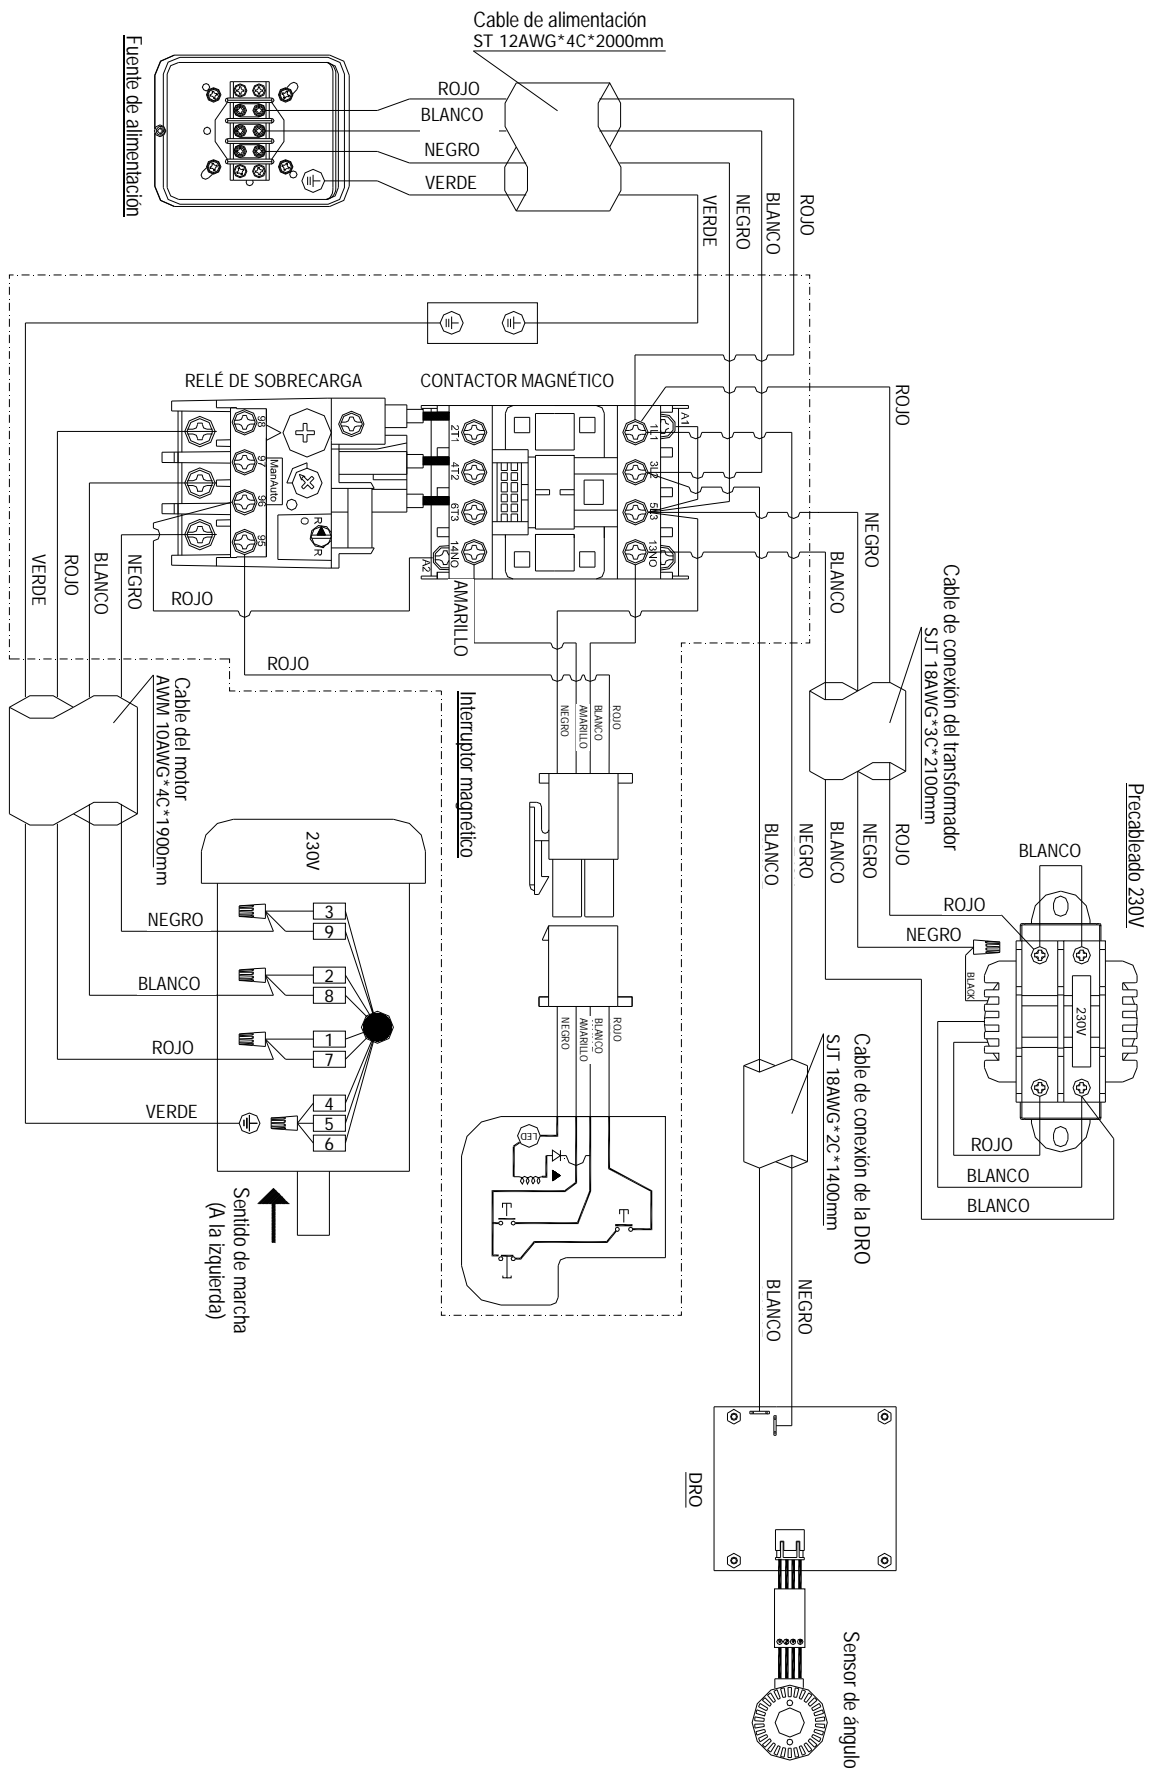 Cable de alimentación
ST 12AWG*4C*2000mm
Fuente de alimentación
ROJO
BLANCO
NEGRO
VERDE
ROJO
BLANCO
NEGRO
VERDE
RELÉ DE SOBRECARGA
CONTACTOR MAGNÉTICO
ROJO
98
97
96
95
ManAuto
R
R
2T1
4T2
6T3
14NO
A2
A1
1L1
3L2
5L3
13NO
NEGRO
BLANCO
Cable de conexión del transformador
SJT 18AWG*3C*2100mm
VERDE
ROJO
BLANCO
NEGRO
ROJO
AMARILLO
ROJO
Cable del motor
AWM 10AWG*4C*1900mm
Interruptor magnético
NEGRO
AMARILLO
BLANCO
ROJO
BLANCO
NEGRO
BLANCO
NEGRO
ROJO
Precableado 230V
BLANCO
ROJO
NEGRO
BLACK
230V
ROJO
BLANCO
BLANCO
230V
NEGRO
3
9
BLANCO
2
8
ROJO
1
7
VERDE
4
5
6
Sentido de marcha
(A la izquierda)
NEGRO
AMARILLO
BLANCO
ROJO
LED
Cable de conexión de la DRO
SJT 18AWG*2C*1400mm
BLANCO
NEGRO
DRO
Sensor de ángulo